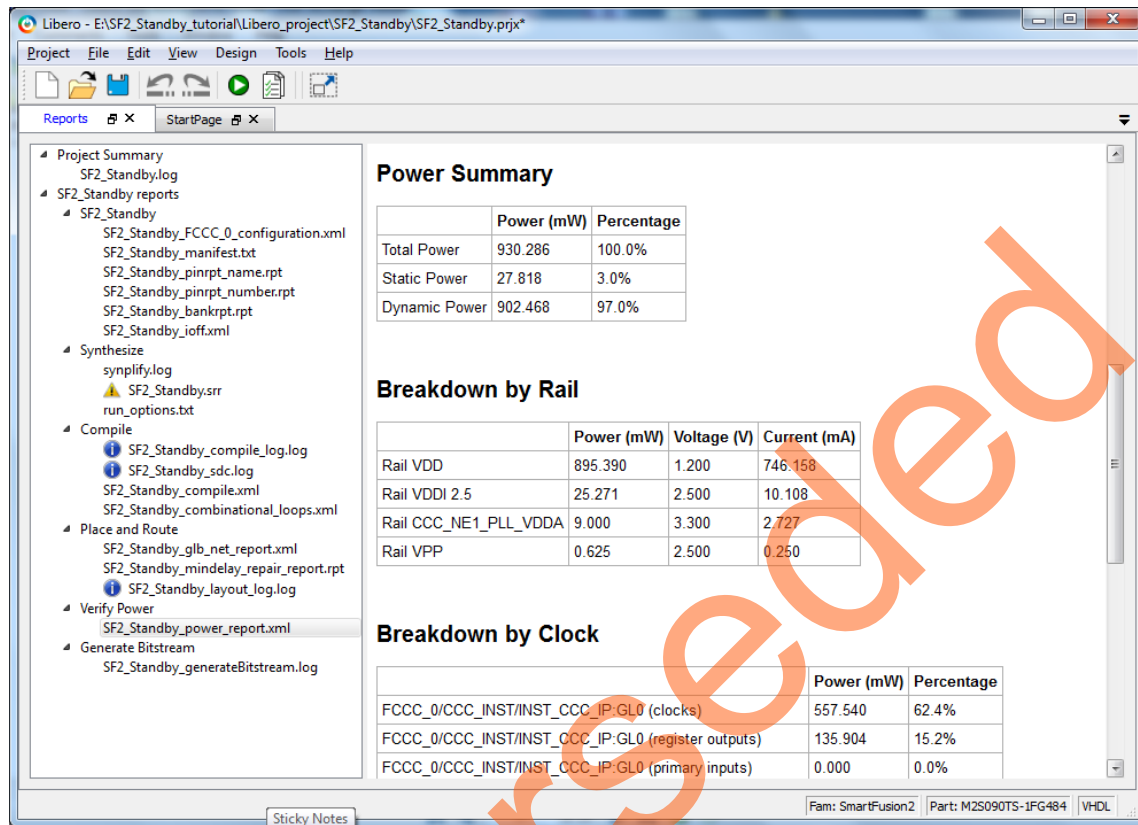 Libero - E:\SF2_Standby_tutorial\Libero_project\SF2_Standby\SF2_Standby.prjx*
Project File Edit View Design Tools Help
Reports StartPage
Project Summary
SF2_Standby.log
SF2_Standby reports
SF2_Standby
SF2_Standby_FCCC_0_configuration.xml
SF2_Standby_manifest.txt
SF2_Standby_pinrpt_name.rpt
SF2_Standby_pinrpt_number.rpt
SF2_Standby_bankrpt.rpt
SF2_Standby_ioff.xml
Synthesize
synplify.log
SF2_Standby.srr
run_options.txt
Compile
SF2_Standby_compile_log.log
SF2_Standby_sdc.log
SF2_Standby_compile.xml
SF2_Standby_combinational_loops.xml
Place and Route
SF2_Standby_glb_net_report.xml
SF2_Standby_mindelay_repair_report.rpt
SF2_Standby_layout_log.log
Verify Power
SF2_Standby_power_report.xml
Generate Bitstream
SF2_Standby_generateBitstream.log
Power Summary
Power (mW) Percentage
Total Power 930.286 100.0%
Static Power 27.818 3.0%
Dynamic Power 902.468 97.0%
Breakdown by Rail
Power (mW) Voltage (V) Current (mA)
Rail VDD 895.390 1.200 746.158
Rail VDDI 2.5 25.271 2.500 10.108
Rail CCC_NE1_PLL_VDDA 9.000 3.300 2.727
Rail VPP 0.625 2.500 0.250
Breakdown by Clock
Power (mW) Percentage
FCCC_0/CCC_INST/INST_CCC_IP:GL0 (clocks) 557.540 62.4%
FCCC_0/CCC_INST/INST_CCC_IP:GL0 (register outputs) 135.904 15.2%
FCCC_0/CCC_INST/INST_CCC_IP:GL0 (primary inputs) 0.000 0.0%
Fam: SmartFusion2 Part: M2S090TS-1FG484 VHDL
Sticky Notes
rseded